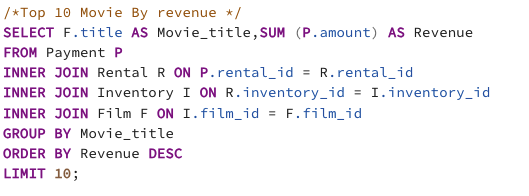 /*Top 10 Movie By revenue */
SELECT F.title AS Movie_title,SUM (P.amount) AS Revenue
FROM Payment P
INNER JOIN Rental R ON P.rental_id = R.rental_id
INNER JOIN Inventory I ON R.inventory_id = I.inventory_id
INNER JOIN Film F ON I.film_id = F.film_id
GROUP BY Movie_title
ORDER BY Revenue DESC
LIMIT 10;